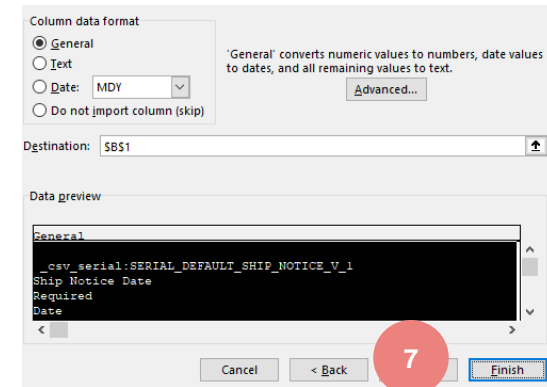 Column data format
General
Text
Date: MDY
Do not import column (skip)
'General' converts numeric values to numbers, date values
to dates, and all remaining values to text.
Advanced...
Destination: $B$1
Data preview
General
_csv_serial:SERIAL_DEFAULT_SHIP_NOTICE_V_1
Ship Notice Date
Required
Date
Cancel < Back 7 Finish